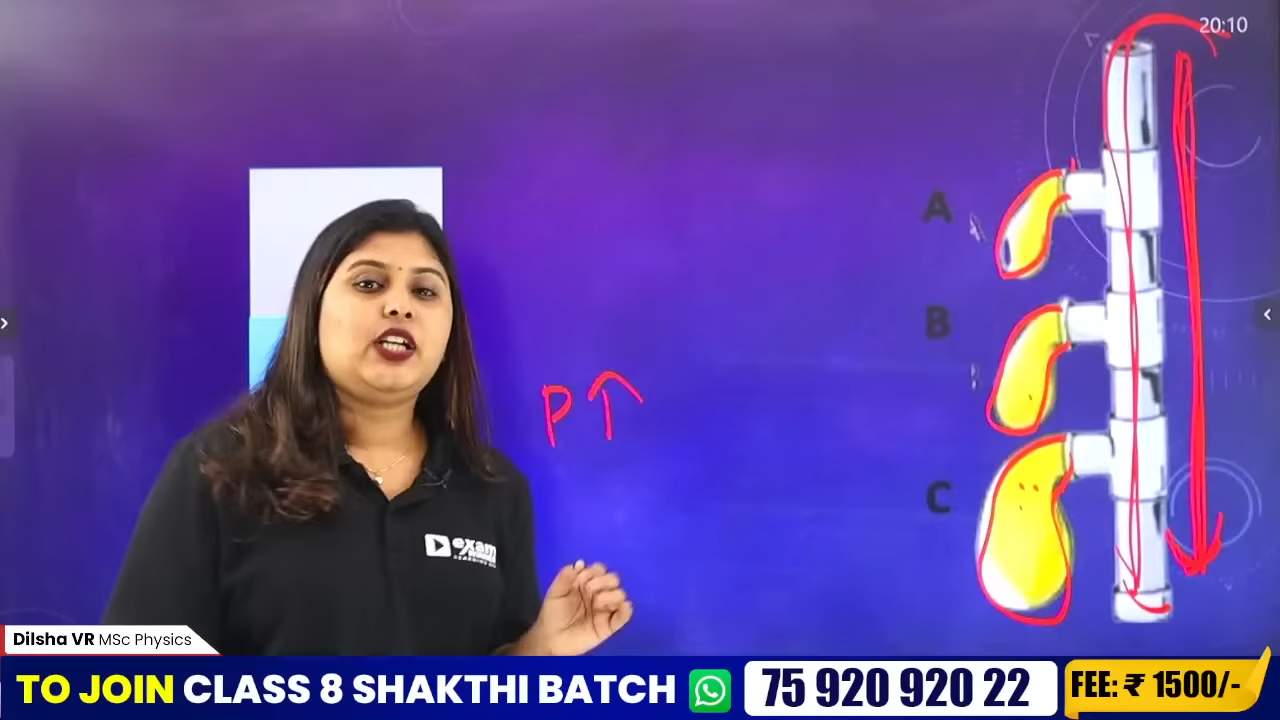 20:10
A
B
C
P↑
exam
Dilsha VR MSc Physics
TO JOIN CLASS 8 SHAKTHI BATCH 75 920 920 22 FEE: ₹ 1500/-